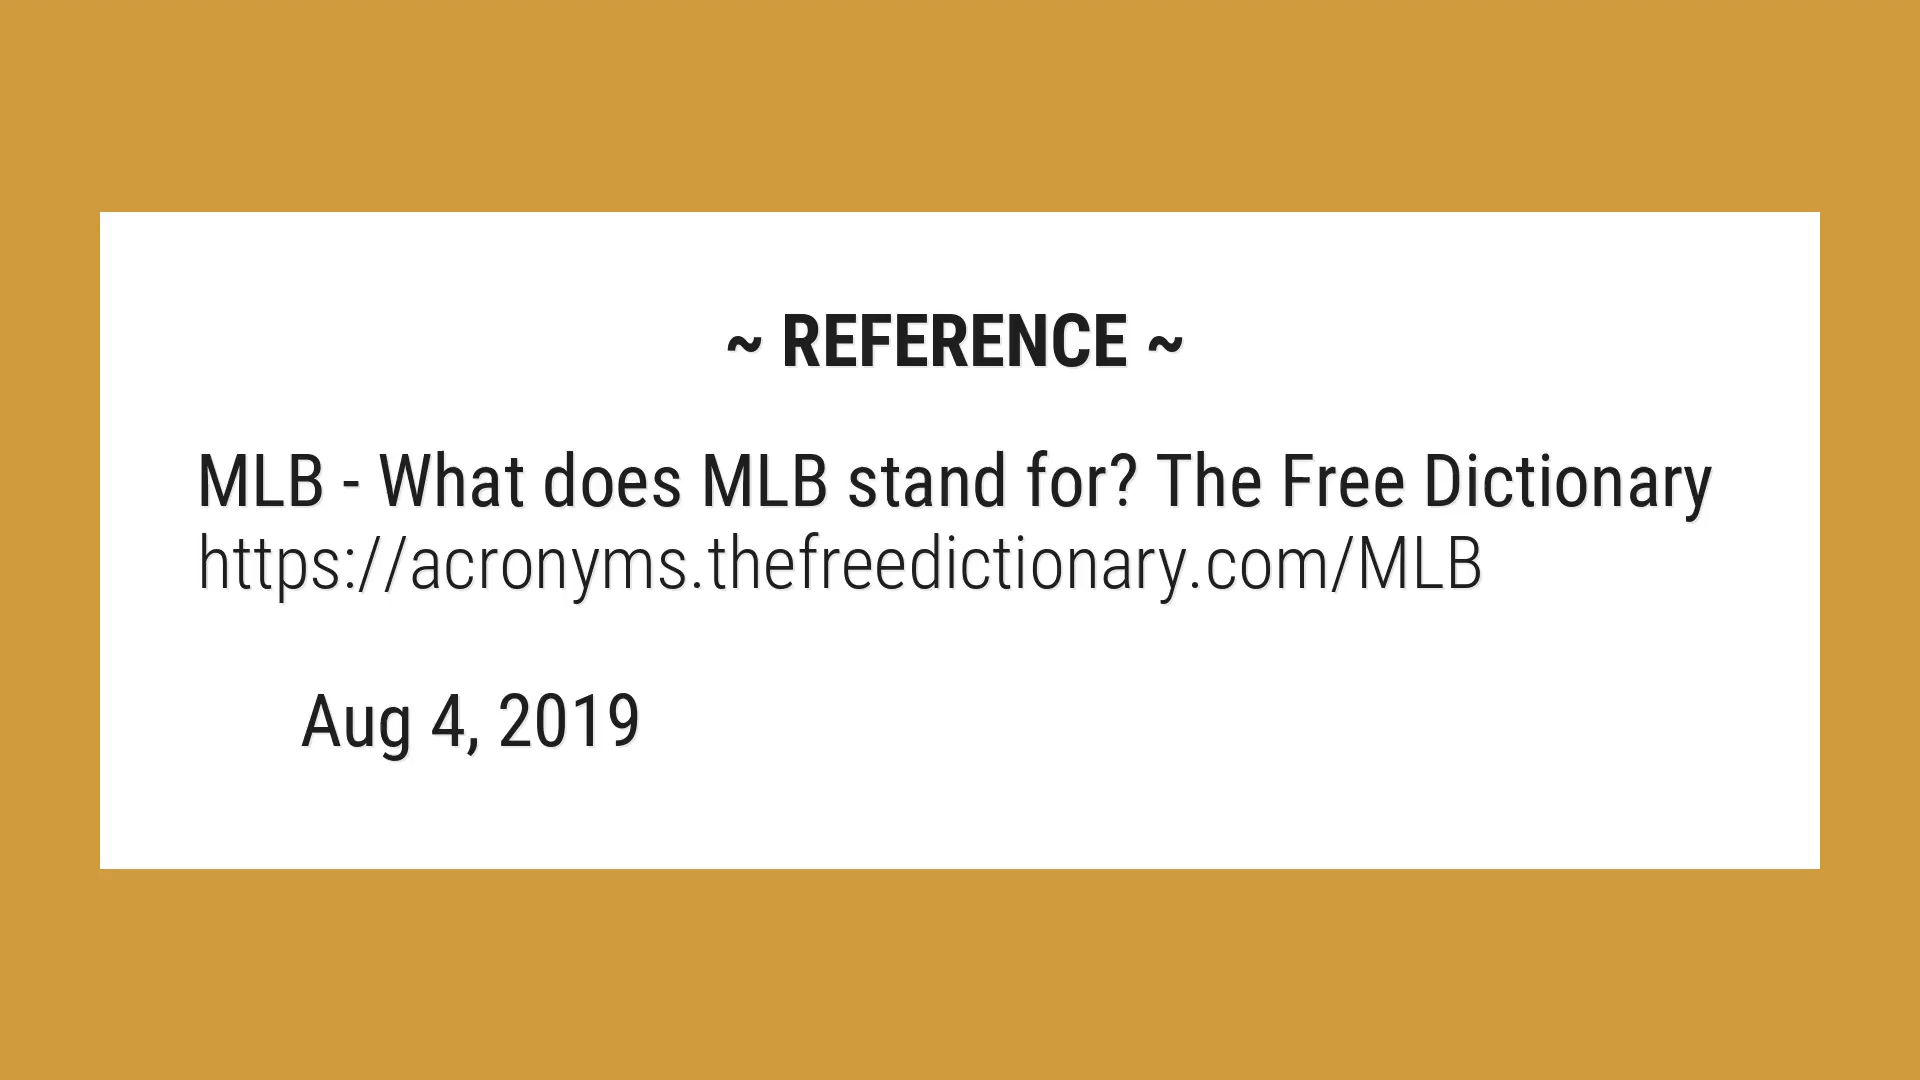 ~ REFERENCE ~
MLB - What does MLB stand for? The Free Dictionary
https://acronyms.thefreedictionary.com/MLB
Aug 4, 2019